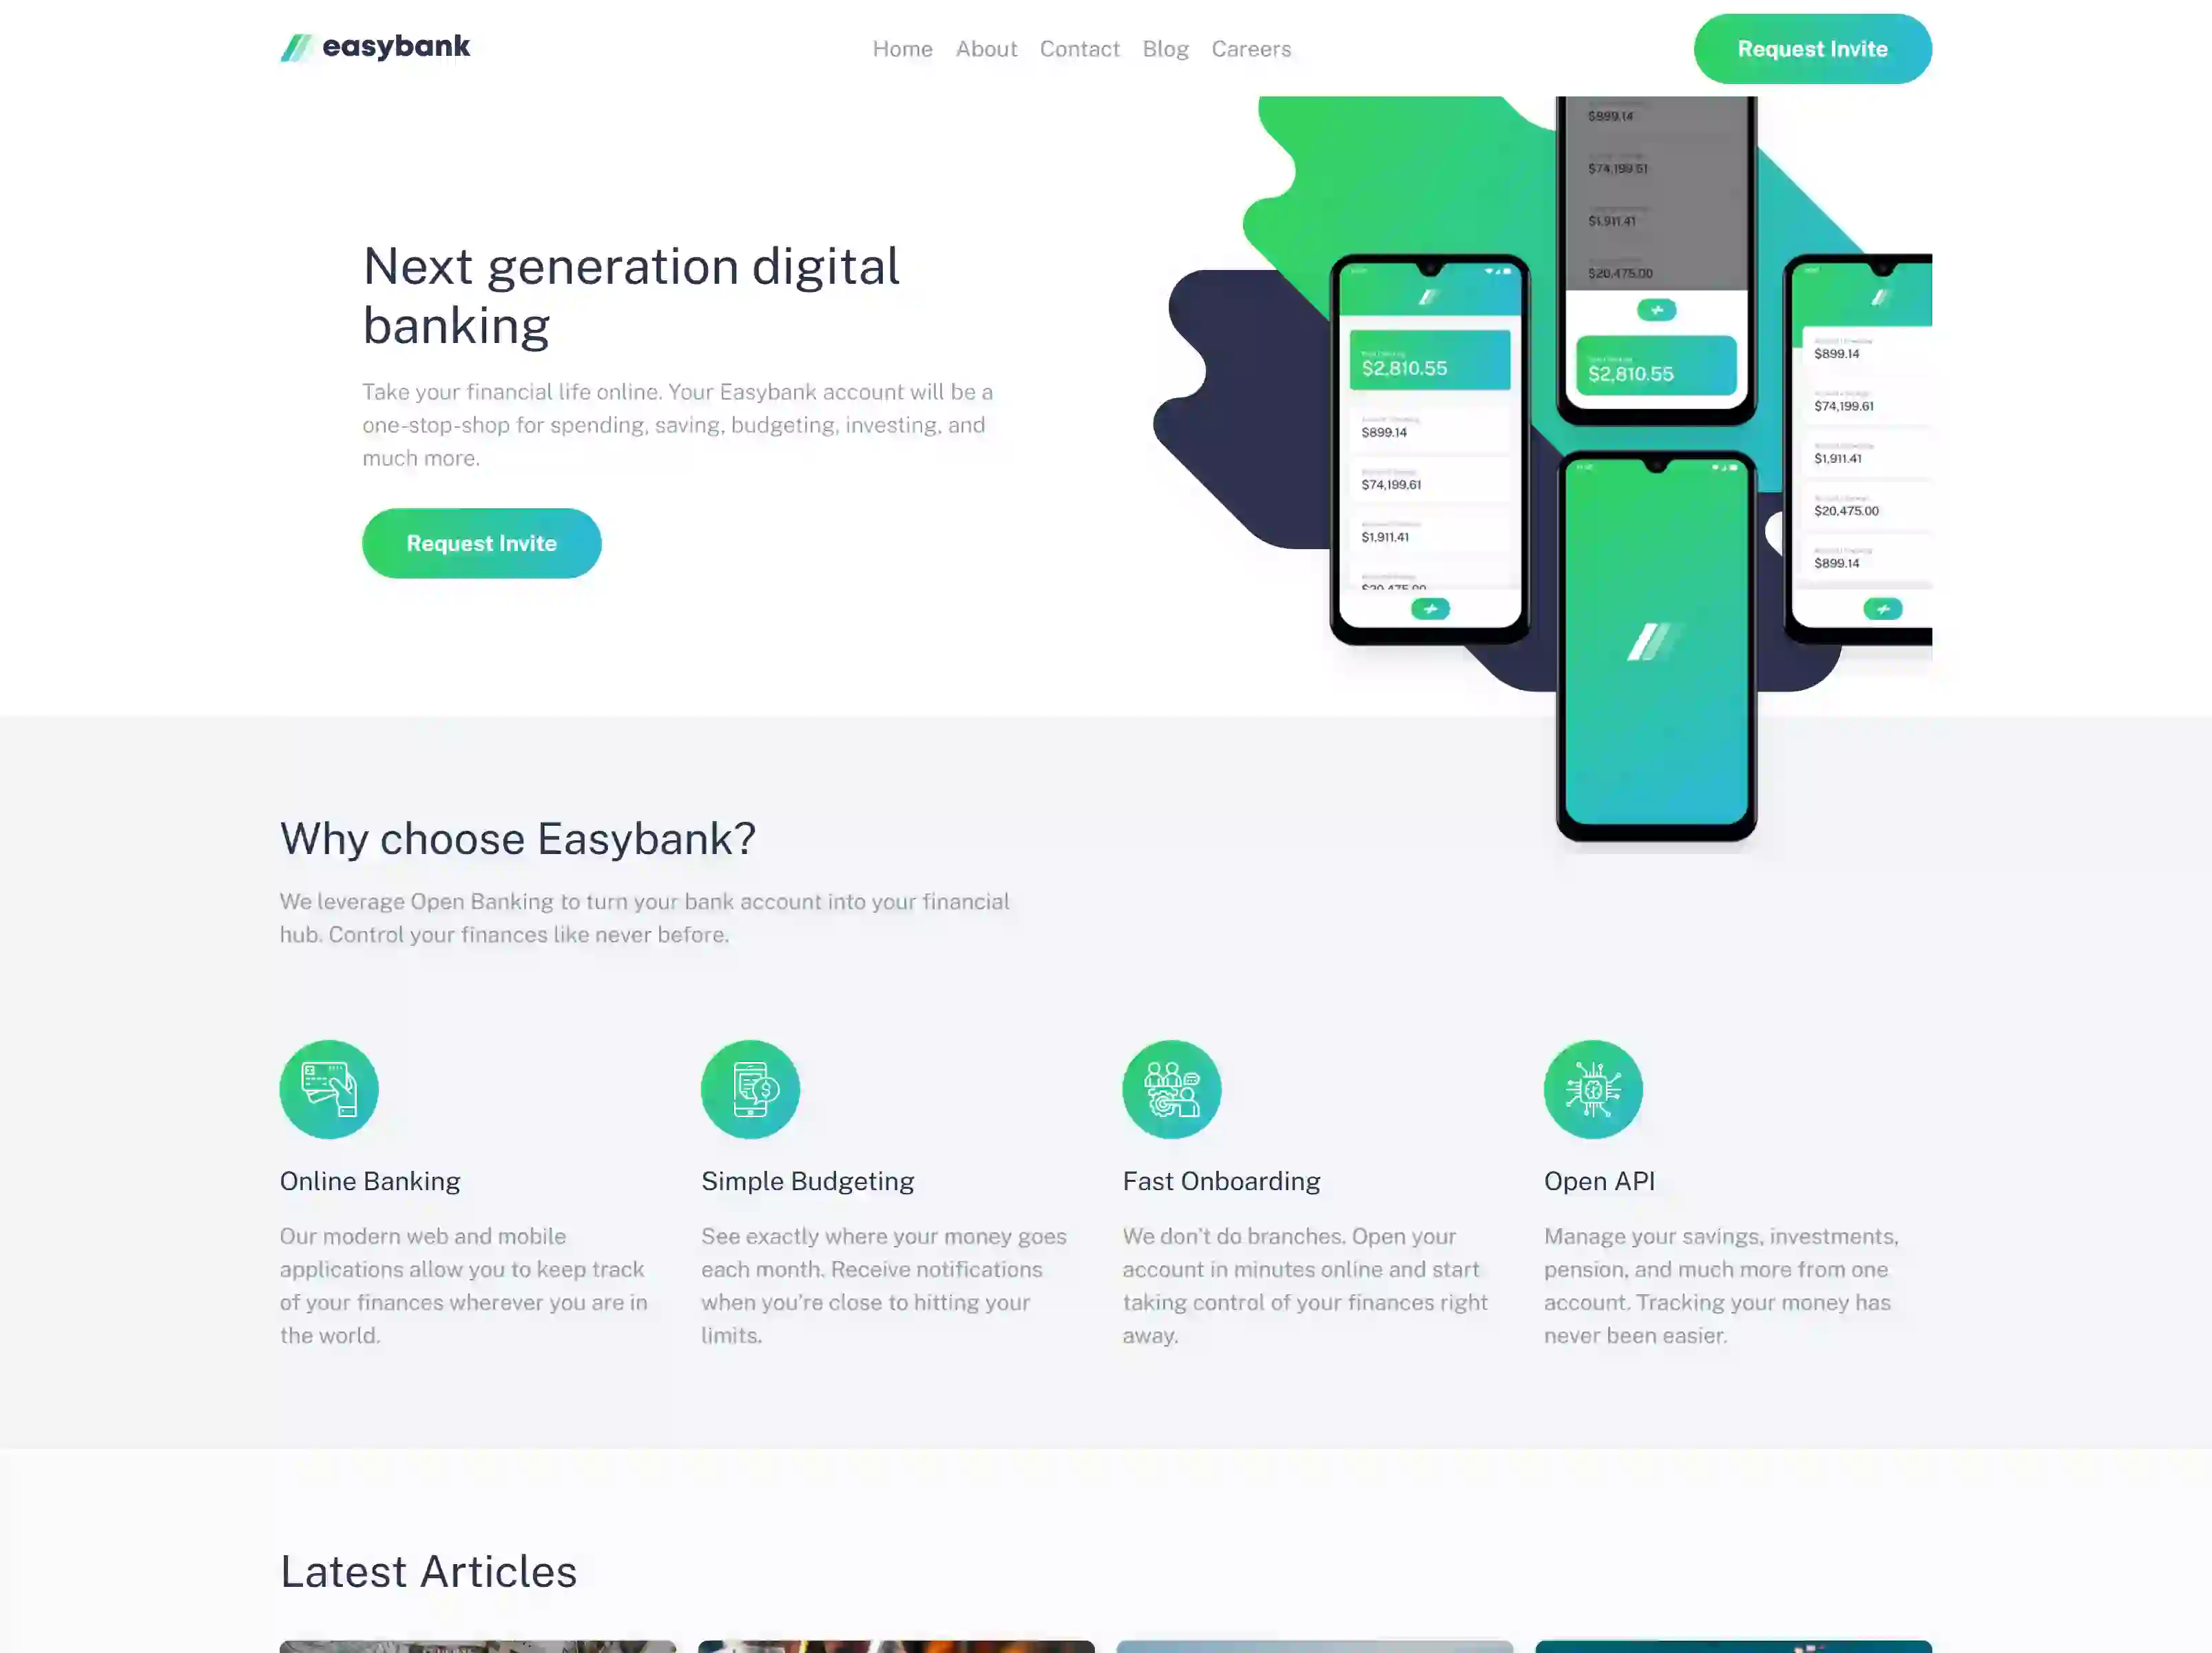 easybank
Home About Contact Blog Careers
Request Invite
Next generation digital
banking
Take your financial life online. Your Easybank account will be a
one-stop-shop for spending, saving, budgeting, investing, and
much more.
Request Invite
$899.14
$74,199.61
$1,911.41
$20,475.00
$2,810.55
$2,810.55
$899.14
$74,199.61
$1,911.41
$20,475.00
$899.14
$74,199.61
$1,911.41
$20,475.00
$899.14
Why choose Easybank?
We leverage Open Banking to turn your bank account into your financial
hub. Control your finances like never before.
Online Banking
Our modern web and mobile
applications allow you to keep track
of your finances wherever you are in
the world.
Simple Budgeting
See exactly where your money goes
each month. Receive notifications
when you're close to hitting your
limits.
Fast Onboarding
We don't do branches. Open your
account in minutes online and start
taking control of your finances right
away.
Open API
Manage your savings, investments,
pension, and much more from one
account. Tracking your money has
never been easier.
Latest Articles